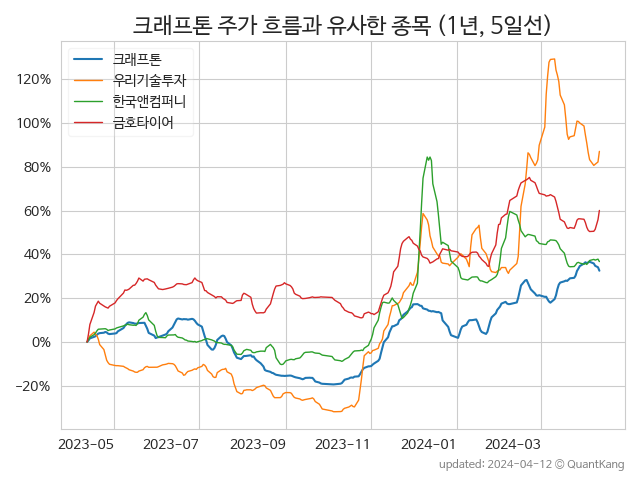 크래프톤 주가 흐름과 유사한 종목 (1년, 5일선)
크래프톤
우리기술투자
한국앤컴퍼니
금호타이어
120%
100%
80%
60%
40%
20%
0%
−20%
2023-05 2023-07 2023-09 2023-11 2024-01 2024-03
updated: 2024-04-12 © QuantKang